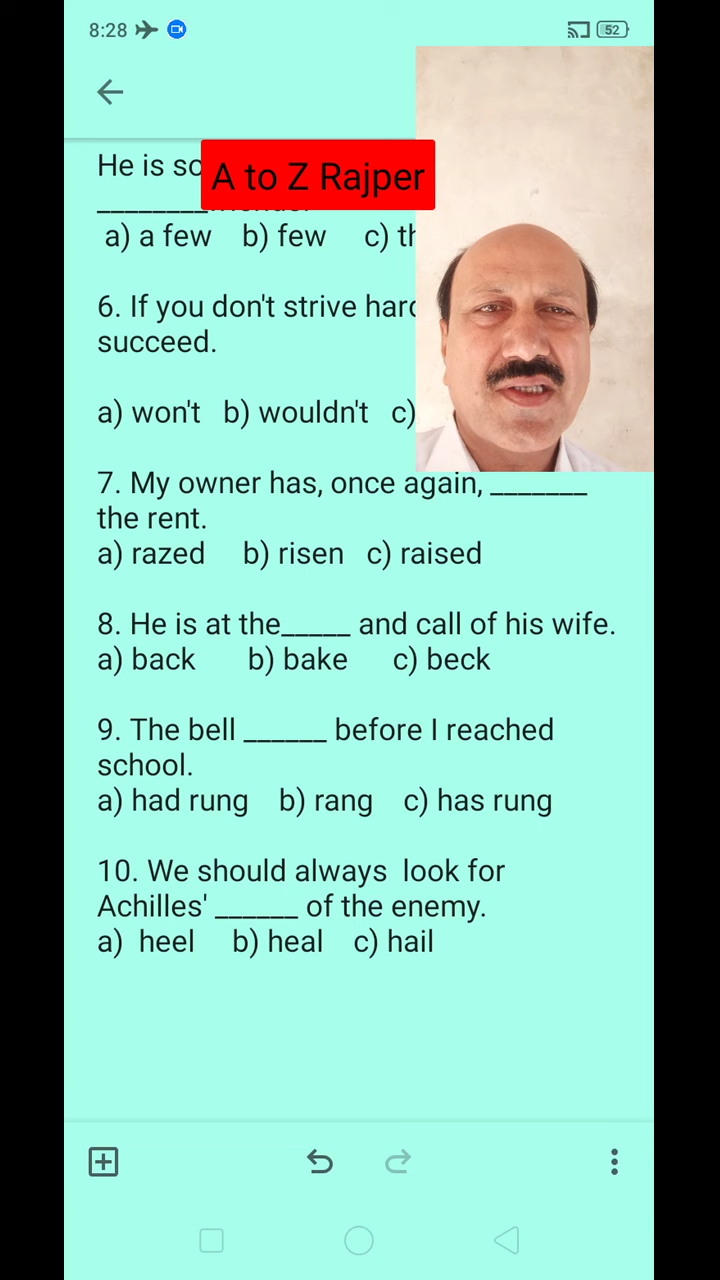 8:28
52
He is so
A to Z Rajper
a) a few b) few c) th
6. If you don't strive hard
succeed.
a) won't b) wouldn't c)
7. My owner has, once again, _______
the rent.
a) razed b) risen c) raised
8. He is at the_____ and call of his wife.
a) back b) bake c) beck
9. The bell ______ before I reached
school.
a) had rung b) rang c) has rung
10. We should always look for
Achilles' ______ of the enemy.
a) heel b) heal c) hail